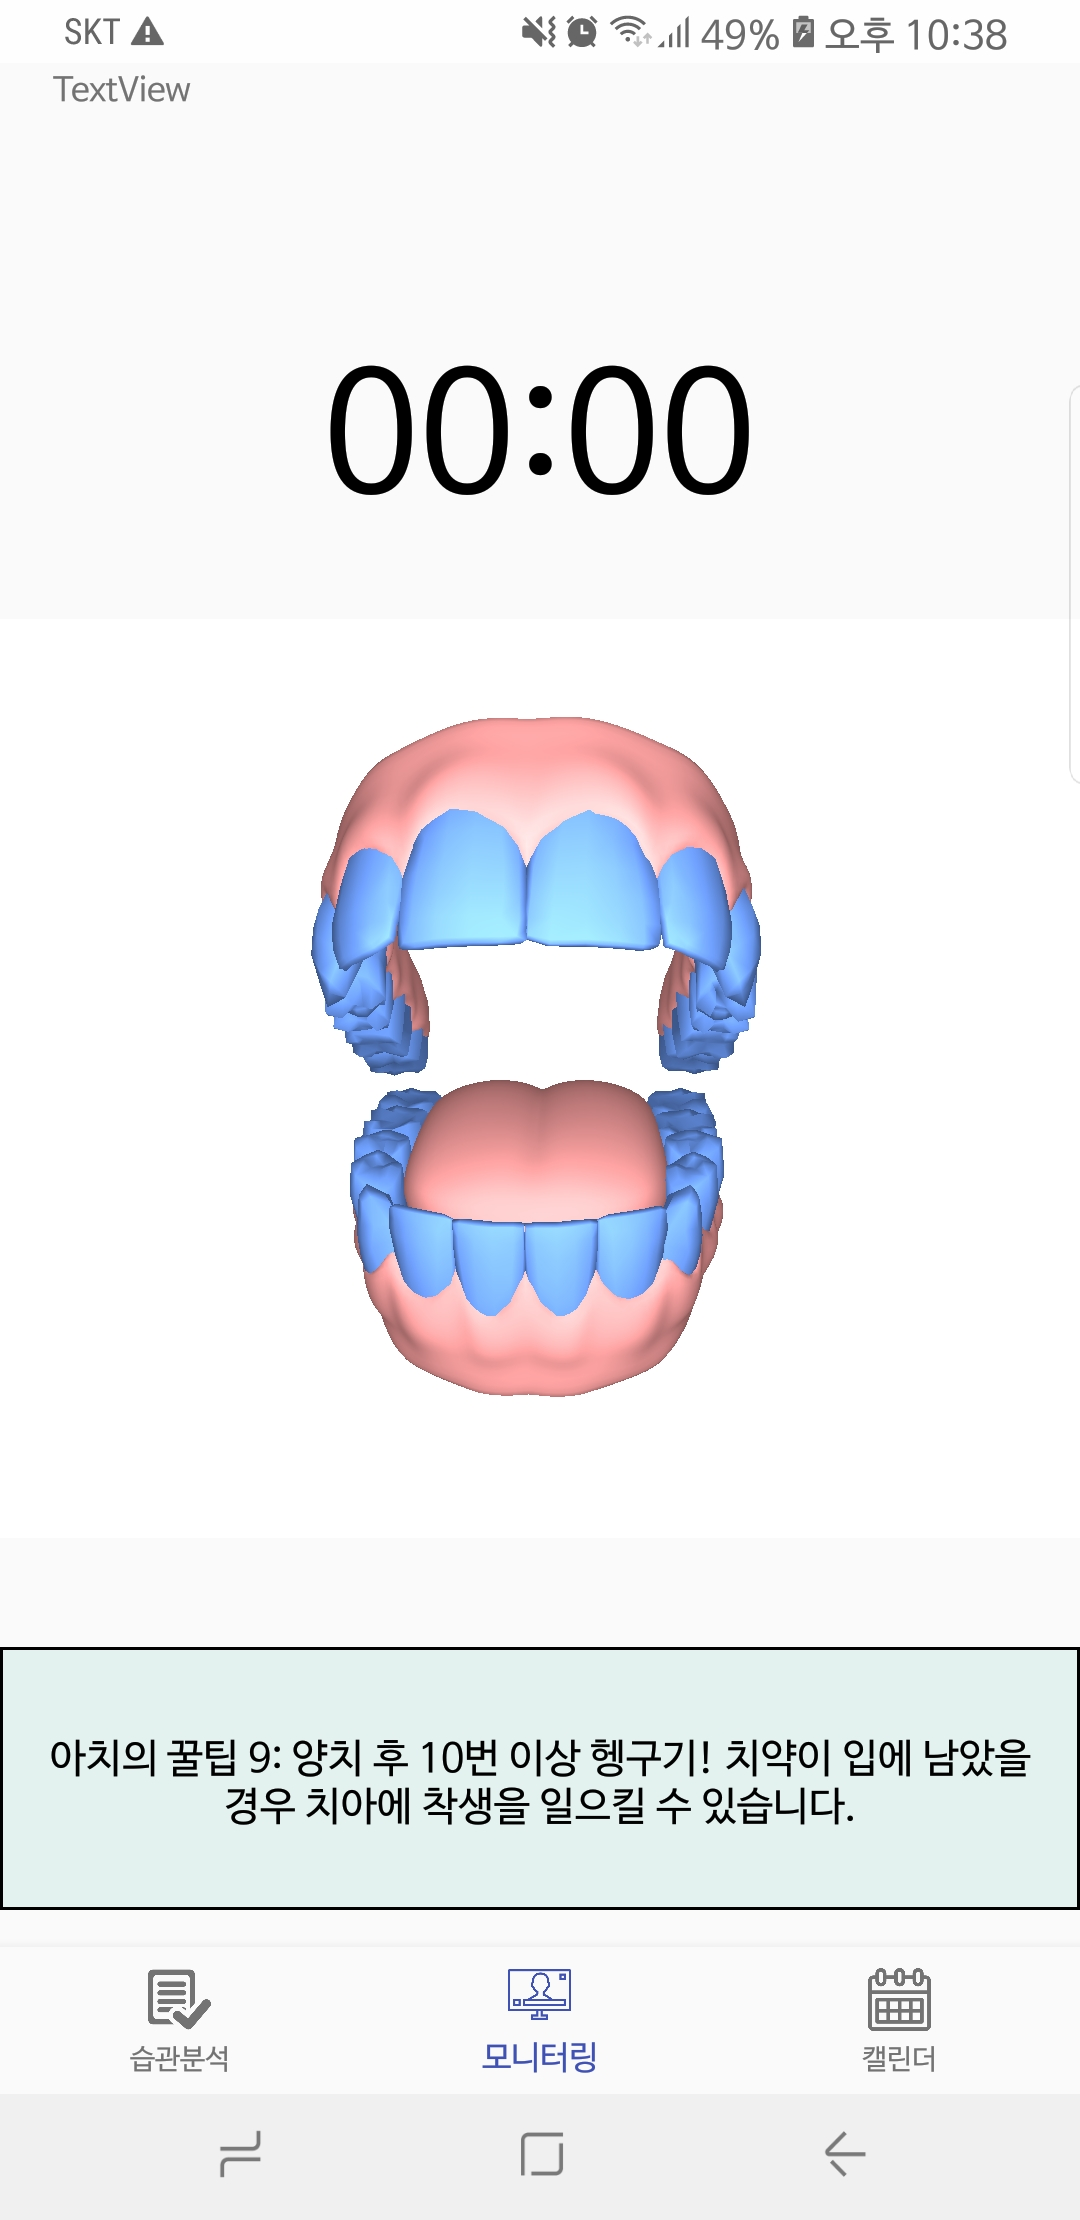 SKT
49% 오후 10:38
TextView
00:00
아치의 꿀팁 9: 양치 후 10번 이상 헹구기! 치약이 입에 남았을
경우 치아에 착생을 일으킬 수 있습니다.
습관분석
모니터링
캘린더